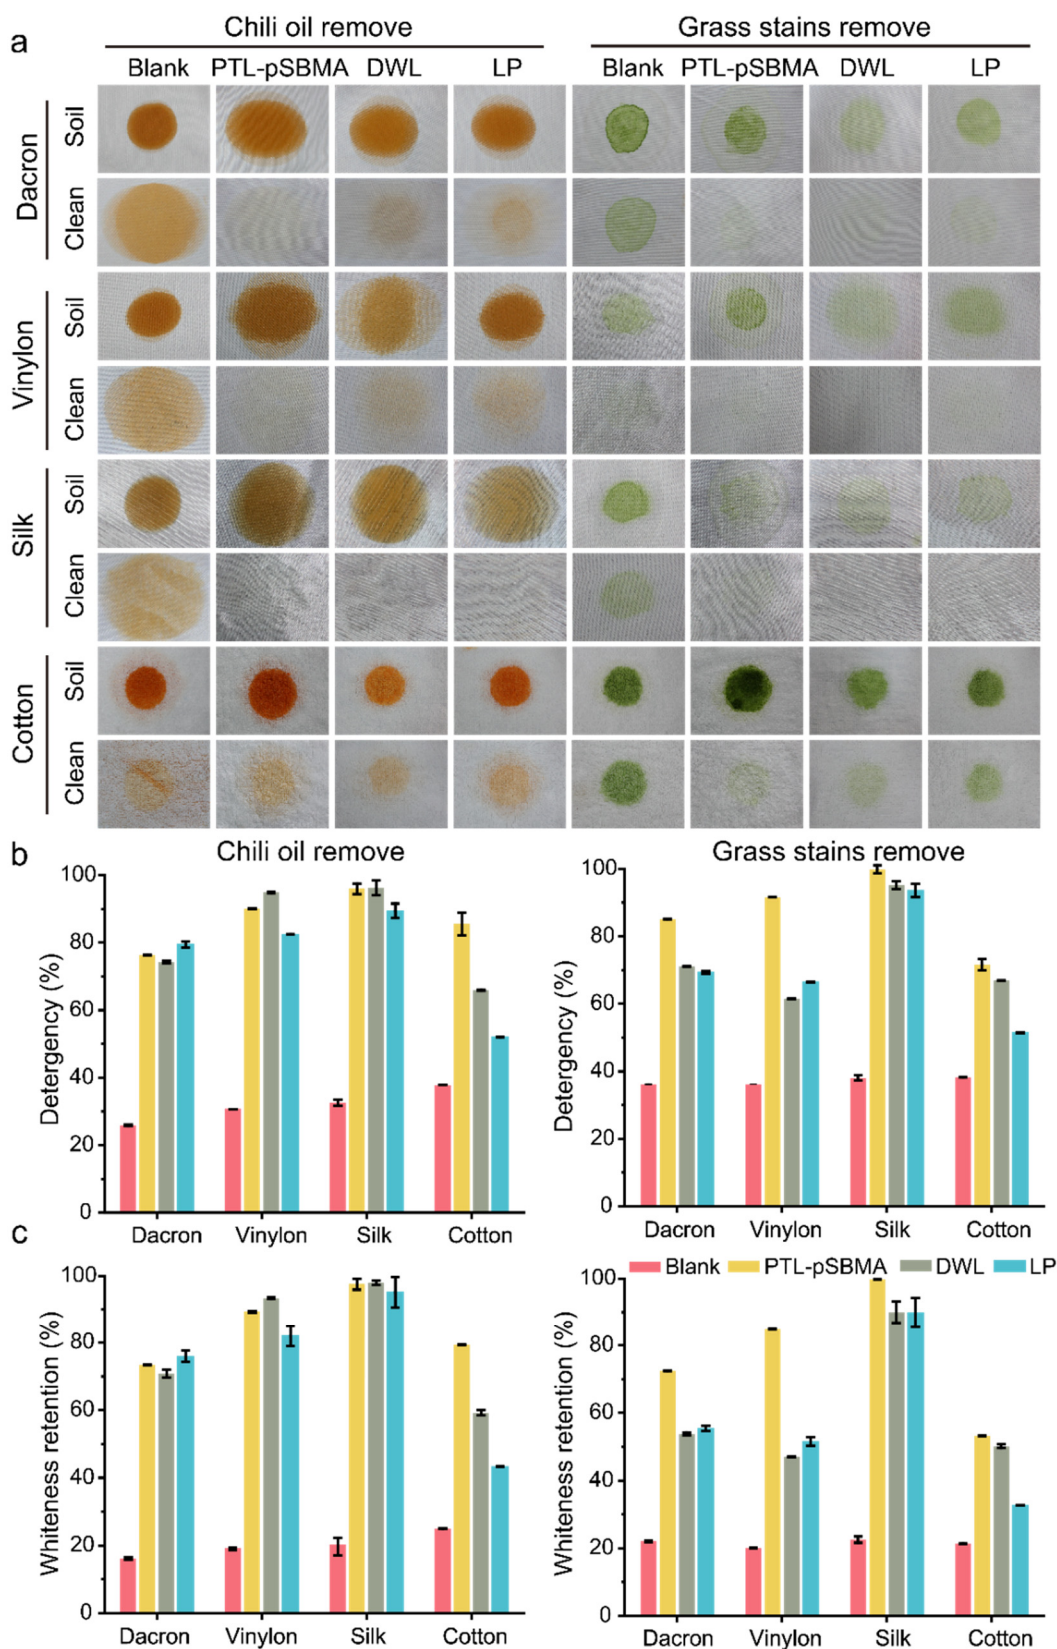 a
Chili oil remove
Grass stains remove
Blank PTL-pSBMA DWL LP
Blank PTL-pSBMA DWL LP
Dacron
Soil
Clean
Vinylon
Soil
Clean
Silk
Soil
Clean
Cotton
Soil
Clean
b
Chili oil remove
Detergency (%)
100
80
60
40
20
0
Dacron Vinylon Silk Cotton
Grass stains remove
Detergency (%)
100
80
60
40
20
0
Dacron Vinylon Silk Cotton
c
Whiteness retention (%)
100
80
60
40
20
0
Dacron Vinylon Silk Cotton
Blank PTL-pSBMA DWL LP
Whiteness retention (%)
100
80
60
40
20
0
Dacron Vinylon Silk Cotton